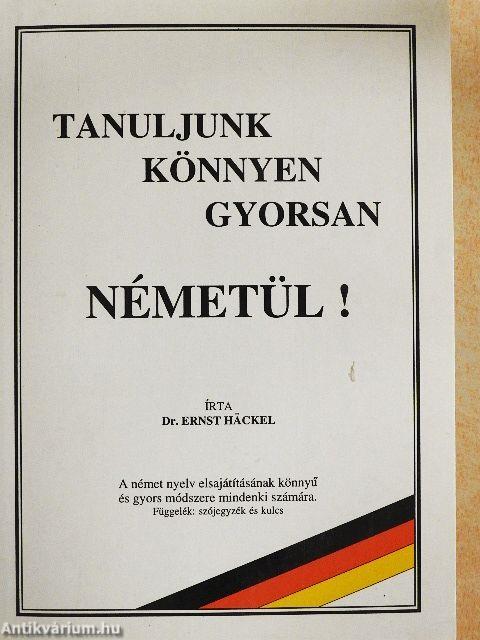 TANULJUNK
KÖNNYEN
GYORSAN
NÉMETÜL !
ÍRTA
Dr. ERNST HÄCKEL
A német nyelv elsajátításának könnyű
és gyors módszere mindenki számára.
Függelék: szójegyzék és kulcs
Antikvárium.hu